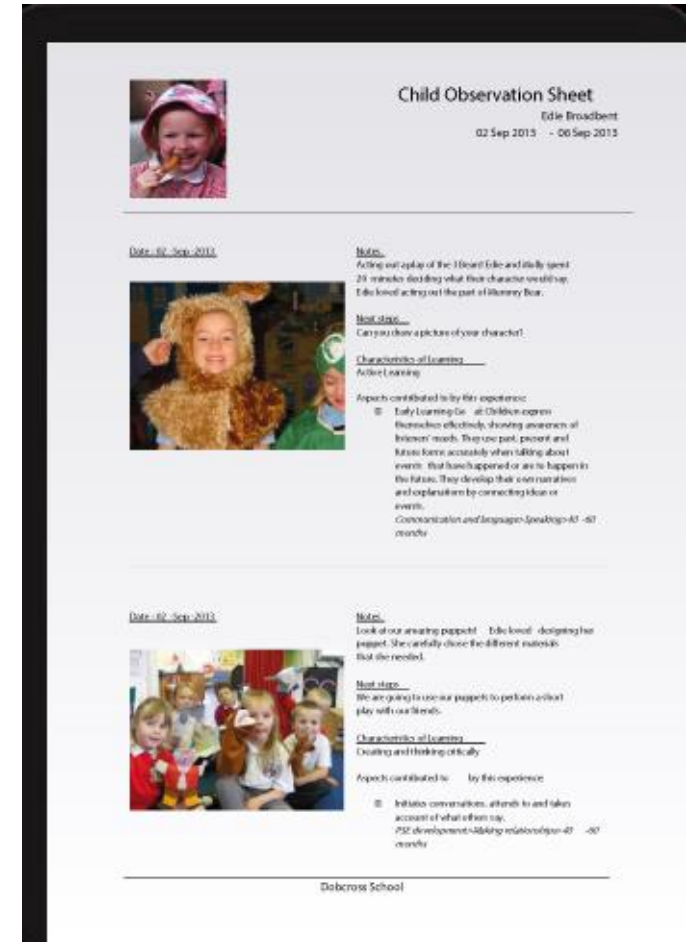 Child Observation Sheet
Edie Broadbent
02 Sep 2013 - 06 Sep 2013
Date : 02 . Sep -2013
Notes
Acting out a play of the 3 Bears! Edie and Molly spent
20 minutes deciding what their character would say.
Edie loved acting out the part of Mummy Bear.
Next steps
Can you draw a picture of your character?
Characteristics of Learning
Active Learning
Aspects contributed to by this experience:
Early Learning Go al: Children express
themselves effectively, showing awareness of
listeners' needs. They use past, present and
future forms accurately when talking about
events that have happened or are to happen in
the future. They develop their own narratives
and explanations by connecting ideas or
events.
Communication and language>Speaking>40 -60
months
Date : 02 . Sep -2013
Notes
Look at our amazing puppets! Edie loved designing her
puppet. She carefully chose the different materials
that she needed.
Next steps
We are going to use our puppets to perform a short
play with our friends.
Characteristics of Learning
Creating and thinking critically
Aspects contributed to by this experience
Initiates conversations, attends to and takes
account of what others say.
PSE development>Making relationships>40 -60
months
Dobcross School